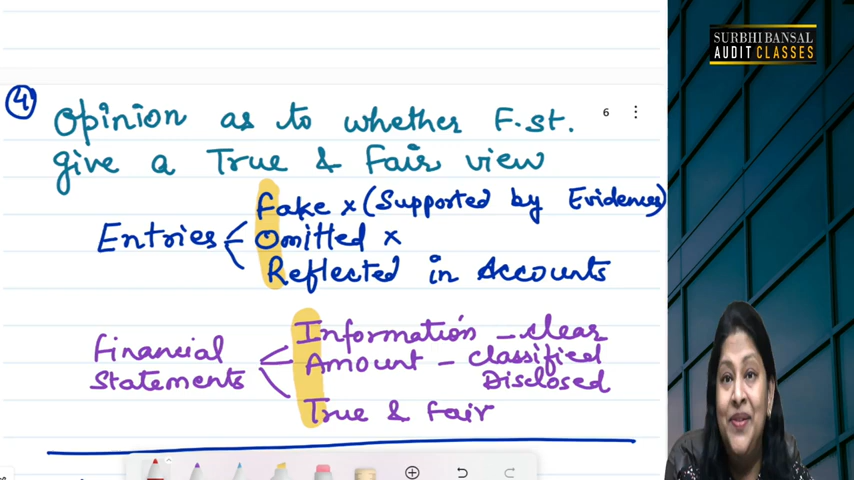 SURBHI BANSAL
AUDIT CLASSES
4
6
Opinion as to whether F.st.
give a True & Fair view
Fake x (Supported by Evidences)
Entries
Omitted x
Reflected in Accounts
Information - clear
Financial
Statements
Amount - classified
Disclosed
True & Fair